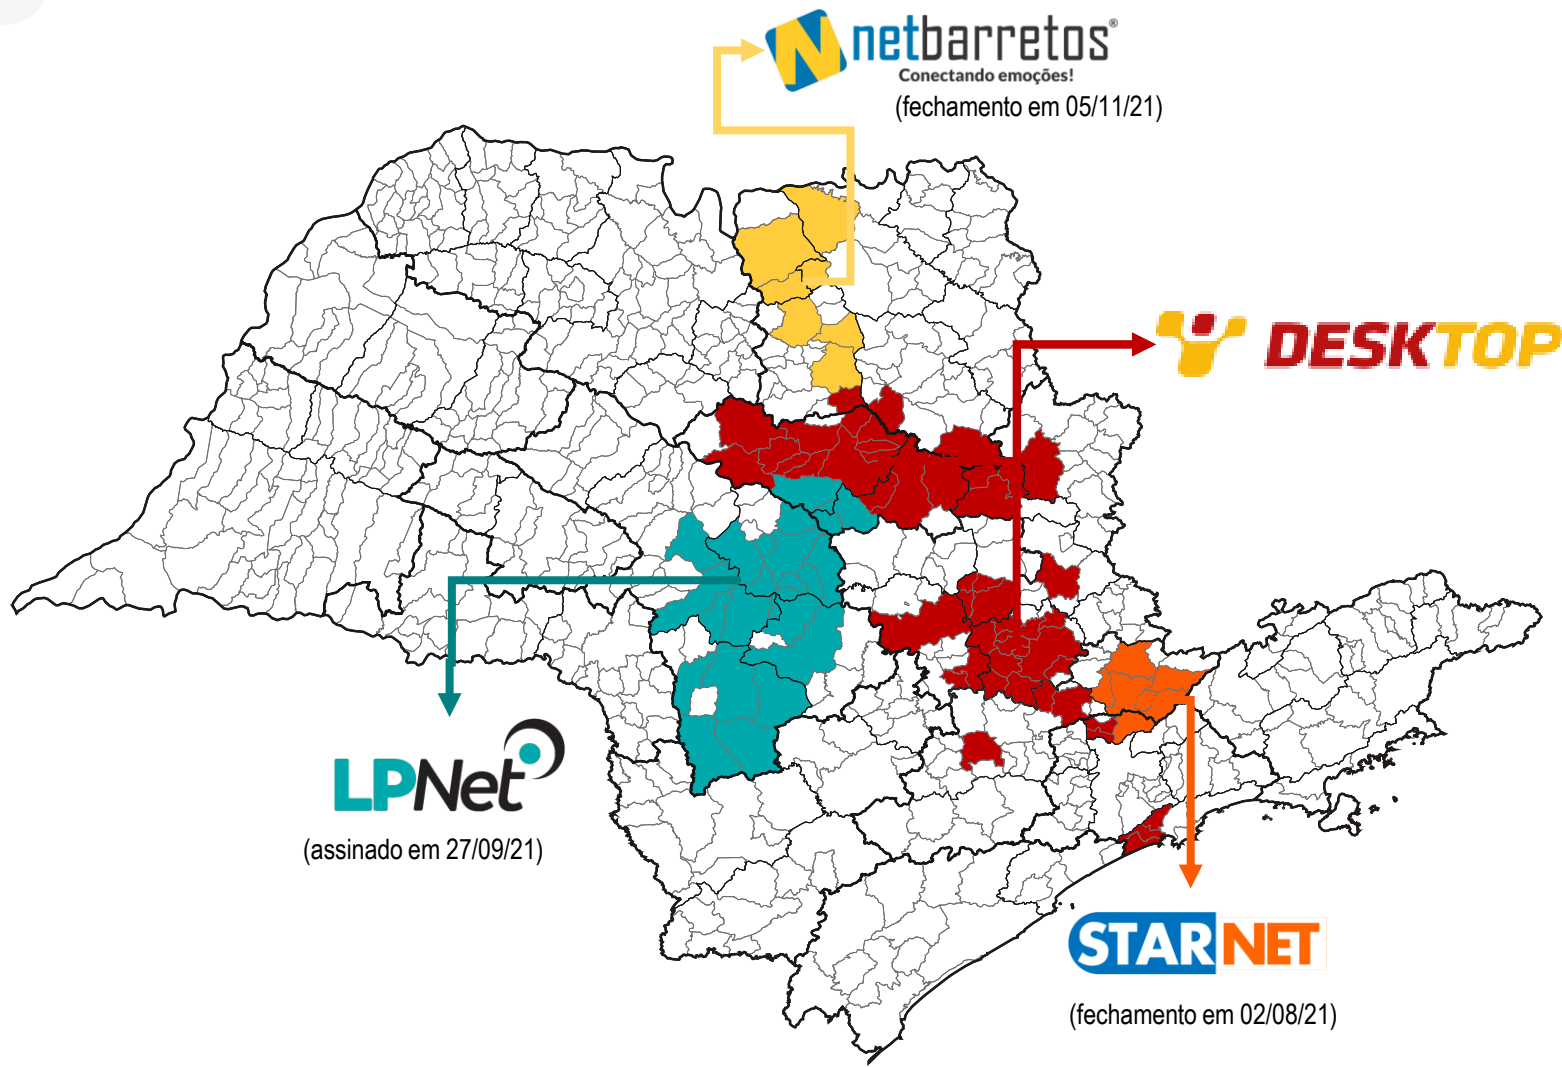 netbarretos®
Conectando emoções!
(fechamento em 05/11/21)
DESKTOP
LPNet
(assinado em 27/09/21)
STARNET
(fechamento em 02/08/21)